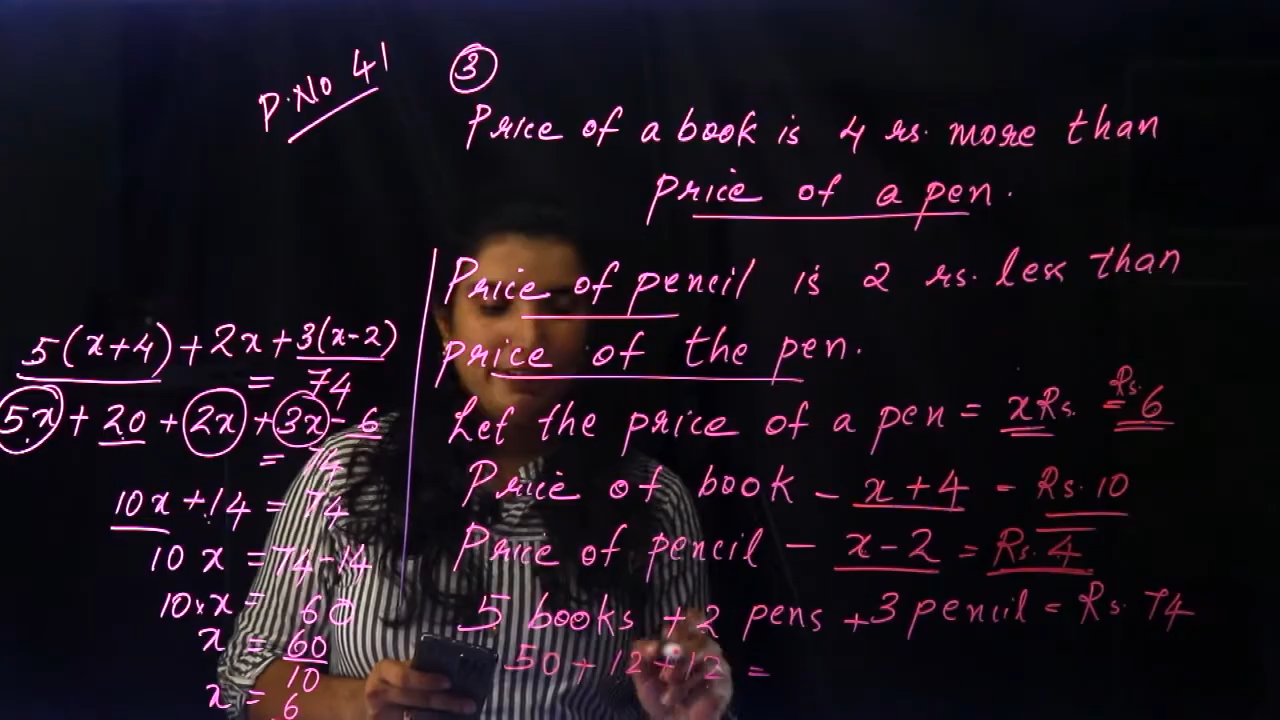 P.No 41
3
Price of a book is 4 rs. more than
price of a pen.
Price of pencil is 2 rs. less than
price of the pen.
Let the price of a pen = x Rs. = Rs. 6
Price of book - x + 4 = Rs. 10
Price of pencil - x - 2 = Rs. 4
5 books + 2 pens + 3 pencil = Rs. 74
50 + 12 + 12 =
5(x+4) + 2x + 3(x-2)
= 74
5x + 20 + 2x + 3x - 6
= 74
10x + 14 = 74
10 x = 74 - 14
10 × x = 60
x = 60
10
x = 6